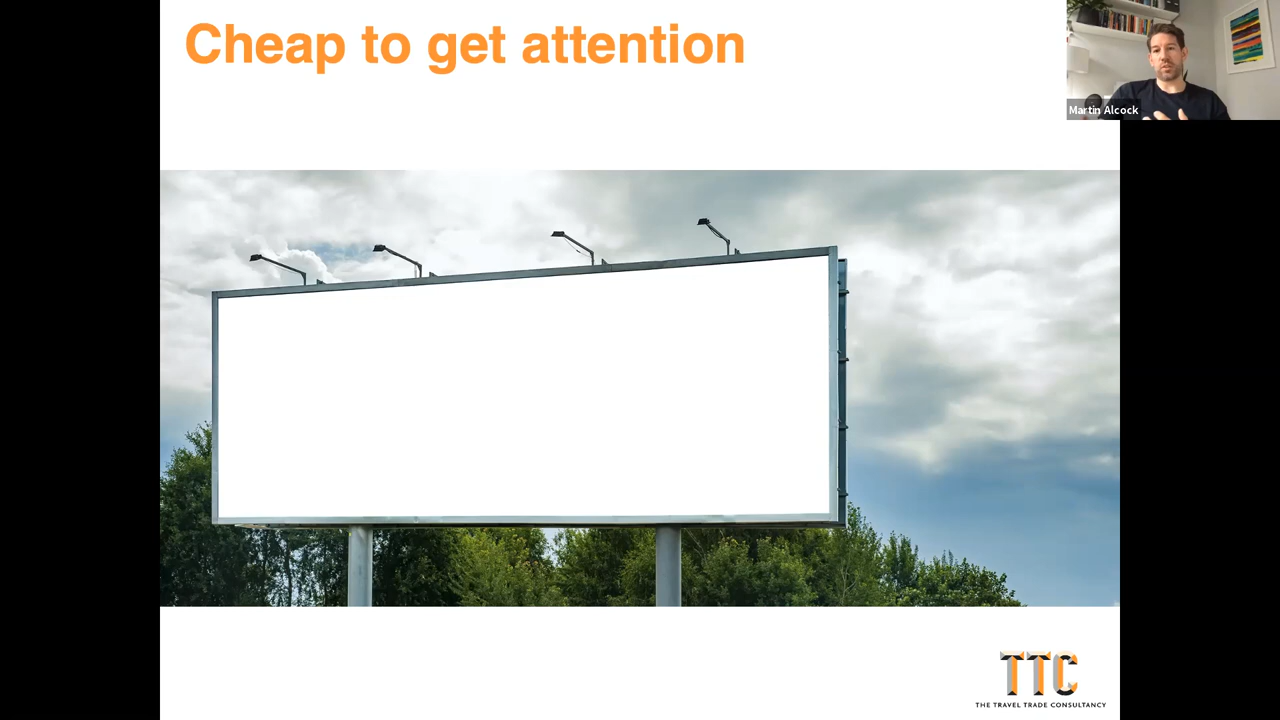 Cheap to get attention
Martin Alcock
TTC
THE TRAVEL TRADE CONSULTANCY